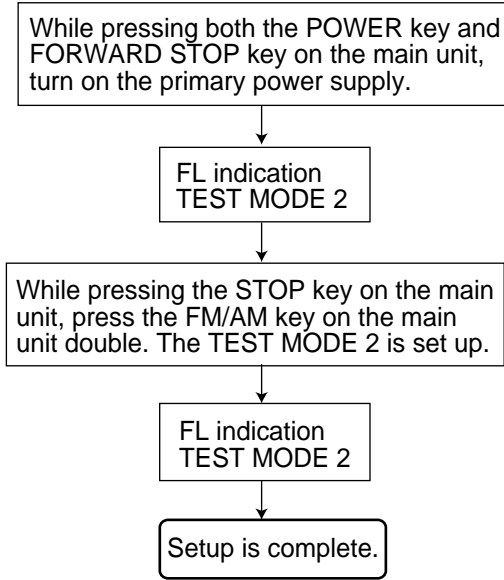 While pressing both the POWER key and
FORWARD STOP key on the main unit,
turn on the primary power supply.
FL indication
TEST MODE 2
While pressing the STOP key on the main
unit, press the FM/AM key on the main
unit double. The TEST MODE 2 is set up.
FL indication
TEST MODE 2
Setup is complete.